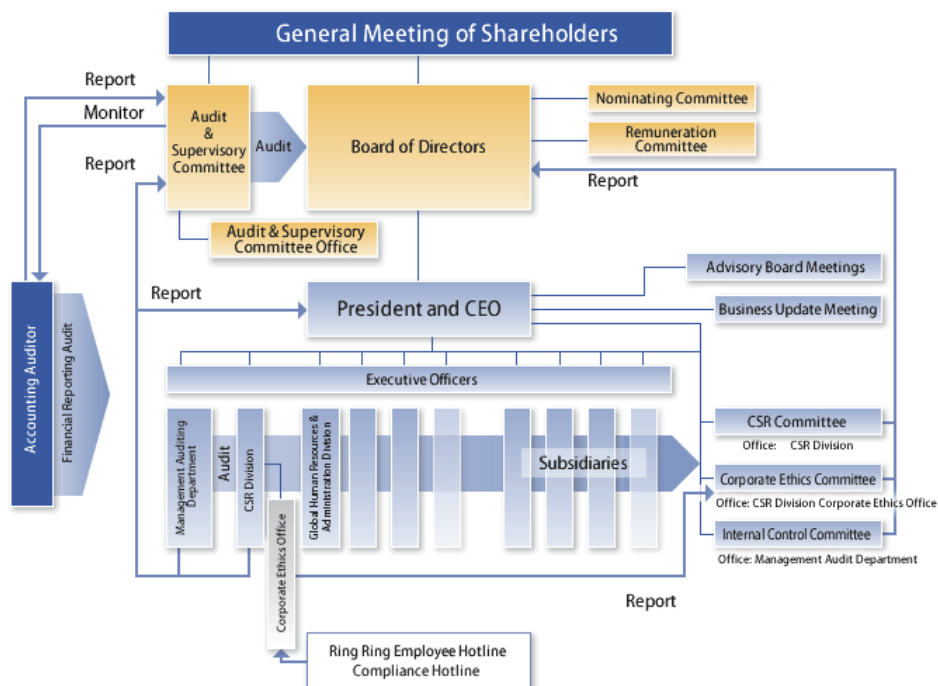 General Meeting of Shareholders
Report
Monitor
Report
Audit
&
Supervisory
Committee
Audit
Board of Directors
Nominating Committee
Remuneration
Committee
Report
Audit & Supervisory
Committee Office
Advisory Board Meetings
Report
President and CEO
Business Update Meeting
Accounting Auditor
Financial Reporting Audit
Executive Officers
Management Auditing
Department
Audit
CSR Division
Corporate Ethics Office
Global Human Resources &
Administration Division
Subsidiaries
CSR Committee
Office: CSR Division
Corporate Ethics Committee
Office: CSR Division Corporate Ethics Office
Internal Control Committee
Office: Management Audit Department
Report
Ring Ring Employee Hotline
Compliance Hotline